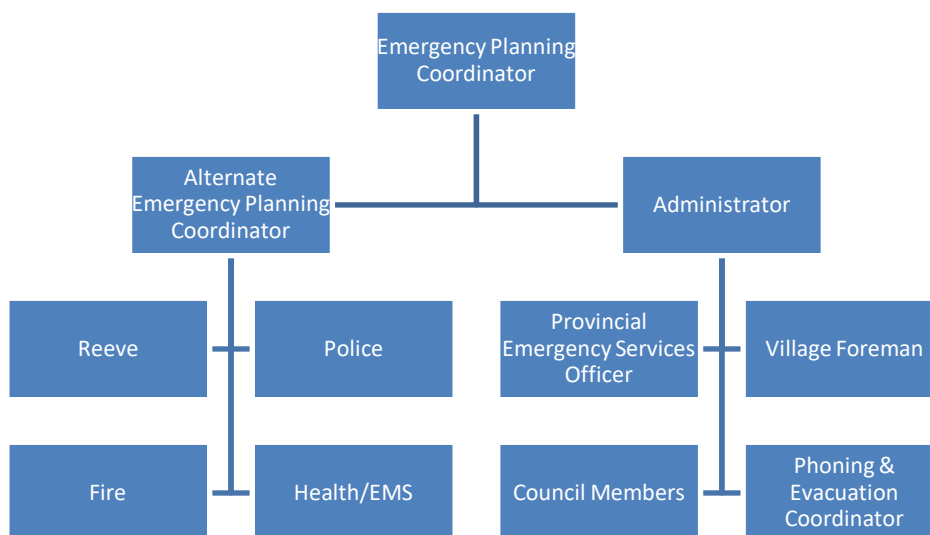 Emergency Planning
Coordinator
Alternate
Emergency Planning
Coordinator
Administrator
Reeve
Police
Provincial
Emergency Services
Officer
Village Foreman
Fire
Health/EMS
Council Members
Phoning &
Evacuation
Coordinator